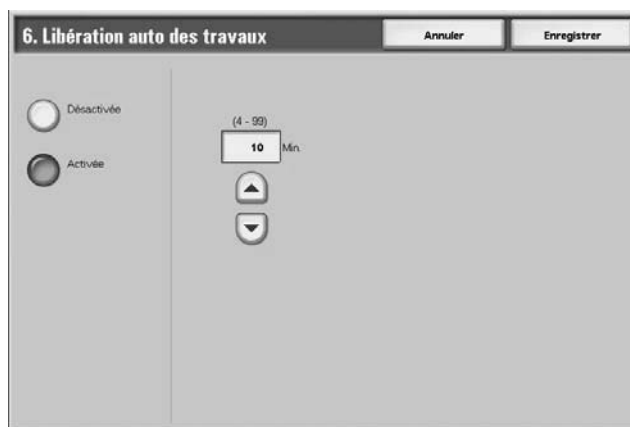 6. Libération auto des travaux
Annuler
Enregistrer
Désactivée
Activée
(4 - 99)
10 Min.